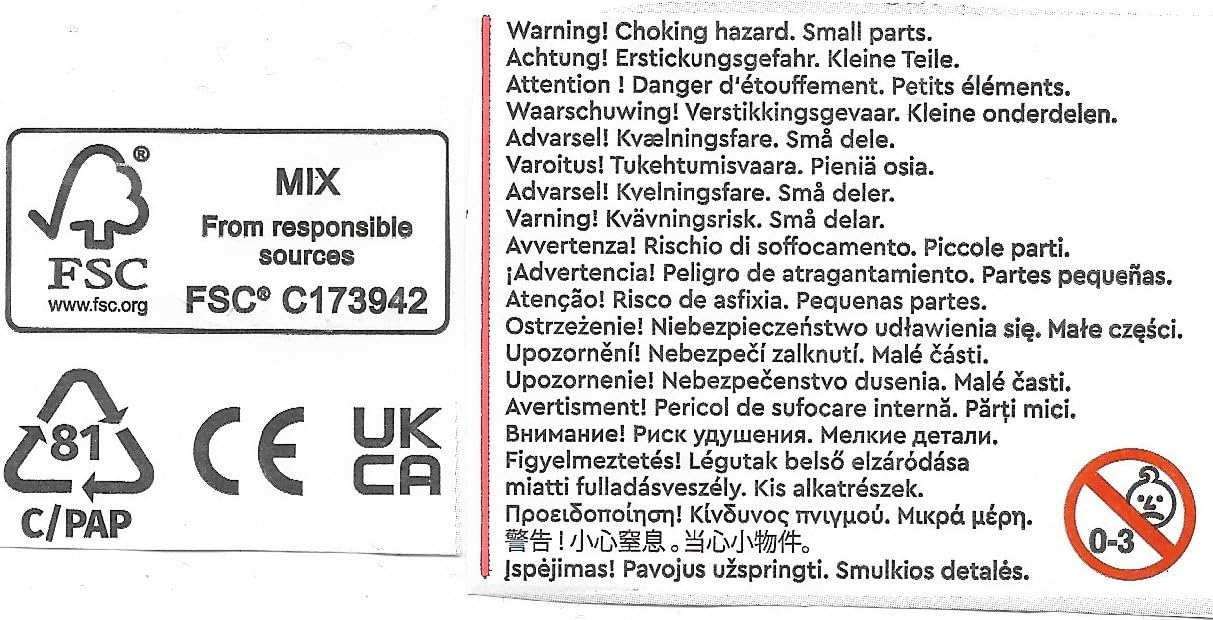 MIX
From responsible
sources
FSC® C173942
®
FSC
www.fsc.org
81
C/PAP
CE
UK
CA
Warning! Choking hazard. Small parts.
Achtung! Erstickungsgefahr. Kleine Teile.
Attention ! Danger d'étouffement. Petits éléments.
Waarschuwing! Verstikkingsgevaar. Kleine onderdelen.
Advarsel! Kvælningsfare. Små dele.
Varoitus! Tukehtumisvaara. Pieniä osia.
Advarsel! Kvelningsfare. Små deler.
Varning! Kvävningsrisk. Små delar.
Avvertenza! Rischio di soffocamento. Piccole parti.
¡Advertencia! Peligro de atragantamiento. Partes pequeñas.
Atenção! Risco de asfixia. Pequenas partes.
Ostrzeżenie! Niebezpieczeństwo udławienia się. Małe części.
Upozornění! Nebezpečí zalknutí. Malé části.
Upozornenie! Nebezpečenstvo dusenia. Malé časti.
Avertisment! Pericol de sufocare internă. Părți mici.
Внимание! Риск удушения. Мелкие детали.
Figyelmeztetés! Légutak belső elzáródása
miatti fulladásveszély. Kis alkatrészek.
Προειδοποίηση! Κίνδυνος πνιγμού. Μικρά μέρη.
警告！小心窒息。当心小物件。
Įspėjimas! Pavojus užspringti. Smulkios detalės.
0-3